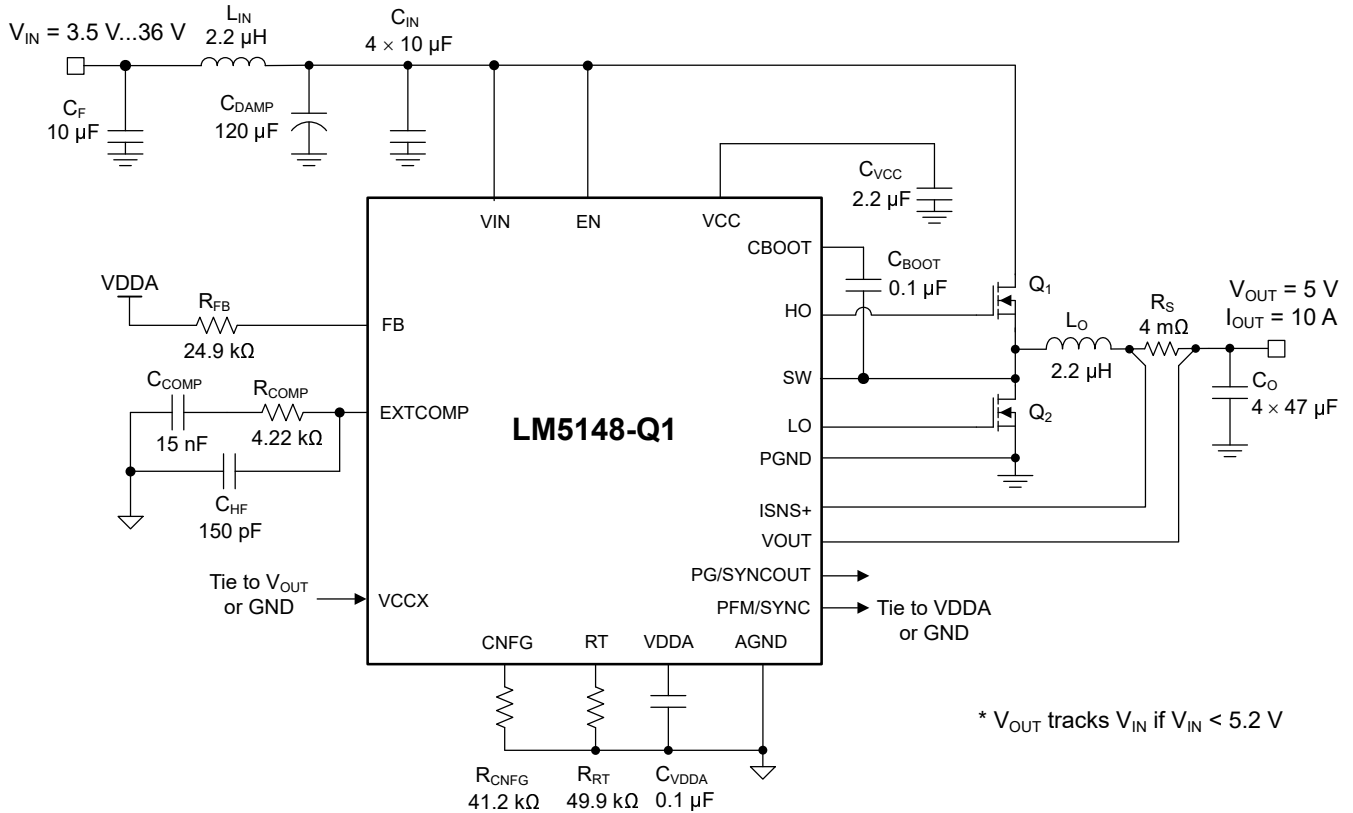 V_IN = 3.5 V...36 V
L_IN
2.2 µH
C_IN
4 × 10 µF
C_F
10 µF
C_DAMP
120 µF
C_VCC
2.2 µF
VIN
EN
VCC
CBOOT
C_BOOT
0.1 µF
VDDA
R_FB
24.9 kΩ
FB
HO
Q_1
V_OUT = 5 V
I_OUT = 10 A
L_O
2.2 µH
R_S
4 mΩ
SW
C_O
4 × 47 µF
C_COMP
15 nF
R_COMP
4.22 kΩ
EXTCOMP
LM5148-Q1
LO
Q_2
PGND
C_HF
150 pF
ISNS+
VOUT
PG/SYNCOUT
Tie to V_OUT
or GND
VCCX
PFM/SYNC
Tie to VDDA
or GND
CNFG
RT
VDDA
AGND
* V_OUT tracks V_IN if V_IN < 5.2 V
R_CNFG
41.2 kΩ
R_RT
49.9 kΩ
C_VDDA
0.1 µF